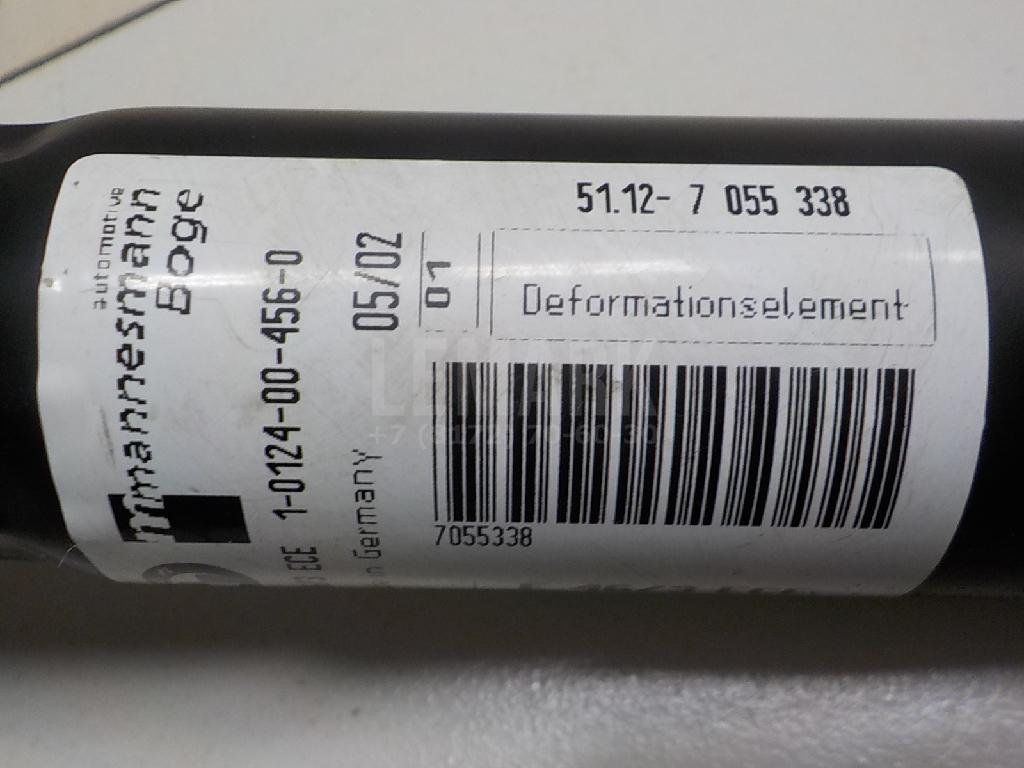 51.12- 7 055 338
01
Deformationselement
7055338
automotive
mannesmann
Boge
05/02
1-0124-00-456-0
ECE
Germany
LEMARK